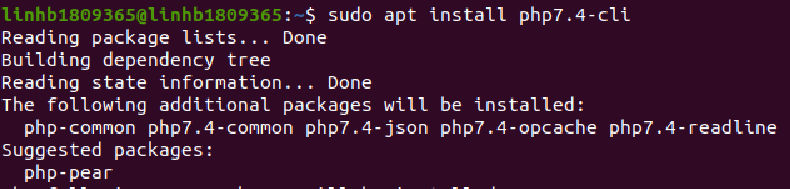 linhb1809365@linhb1809365:~$ sudo apt install php7.4-cli
Reading package lists... Done
Building dependency tree
Reading state information... Done
The following additional packages will be installed:
  php-common php7.4-common php7.4-json php7.4-opcache php7.4-readline
Suggested packages:
  php-pear